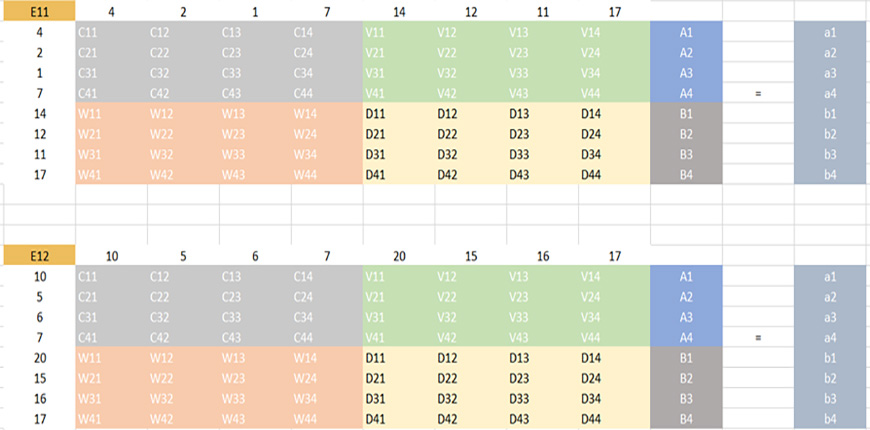 E11 4 2 1 7 14 12 11 17
4 C11 C12 C13 C14 V11 V12 V13 V14 A1 a1
2 C21 C22 C23 C24 V21 V22 V23 V24 A2 a2
1 C31 C32 C33 C34 V31 V32 V33 V34 A3 a3
7 C41 C42 C43 C44 V41 V42 V43 V44 A4 = a4
14 W11 W12 W13 W14 D11 D12 D13 D14 B1 b1
12 W21 W22 W23 W24 D21 D22 D23 D24 B2 b2
11 W31 W32 W33 W34 D31 D32 D33 D34 B3 b3
17 W41 W42 W43 W44 D41 D42 D43 D44 B4 b4
E12 10 5 6 7 20 15 16 17
10 C11 C12 C13 C14 V11 V12 V13 V14 A1 a1
5 C21 C22 C23 C24 V21 V22 V23 V24 A2 a2
6 C31 C32 C33 C34 V31 V32 V33 V34 A3 a3
7 C41 C42 C43 C44 V41 V42 V43 V44 A4 = a4
20 W11 W12 W13 W14 D11 D12 D13 D14 B1 b1
15 W21 W22 W23 W24 D21 D22 D23 D24 B2 b2
16 W31 W32 W33 W34 D31 D32 D33 D34 B3 b3
17 W41 W42 W43 W44 D41 D42 D43 D44 B4 b4